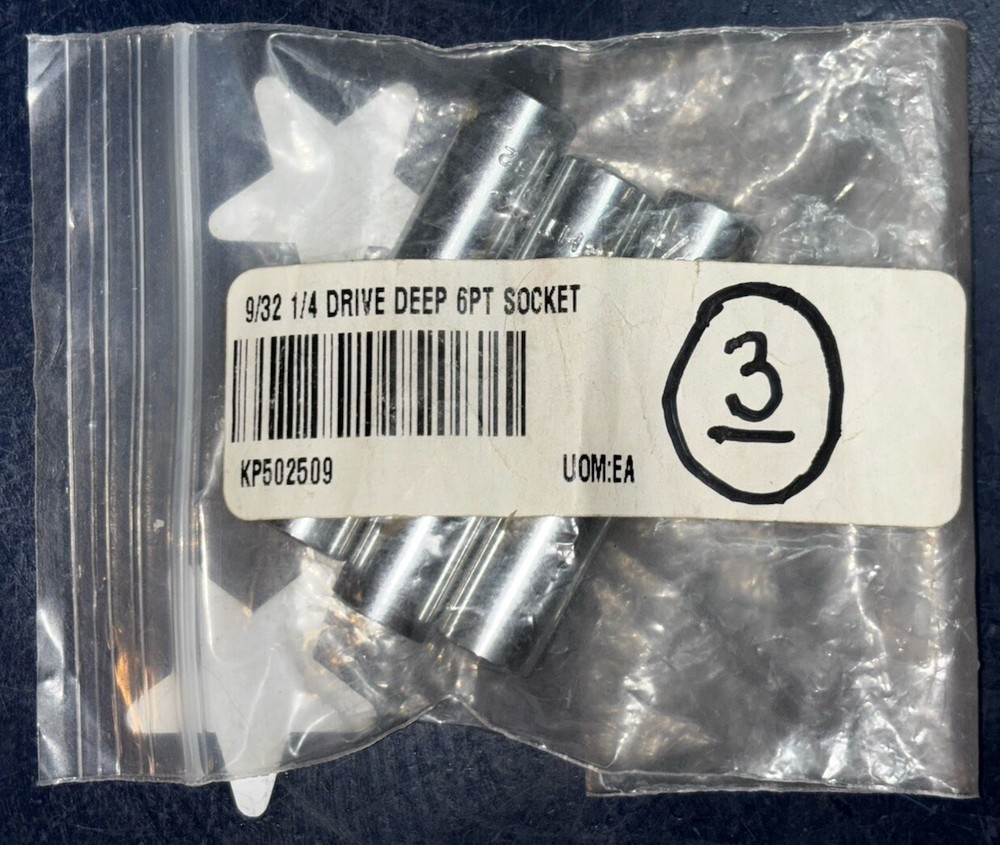 9/32 1/4 DRIVE DEEP 6PT SOCKET
3
KP502509
UOM:EA